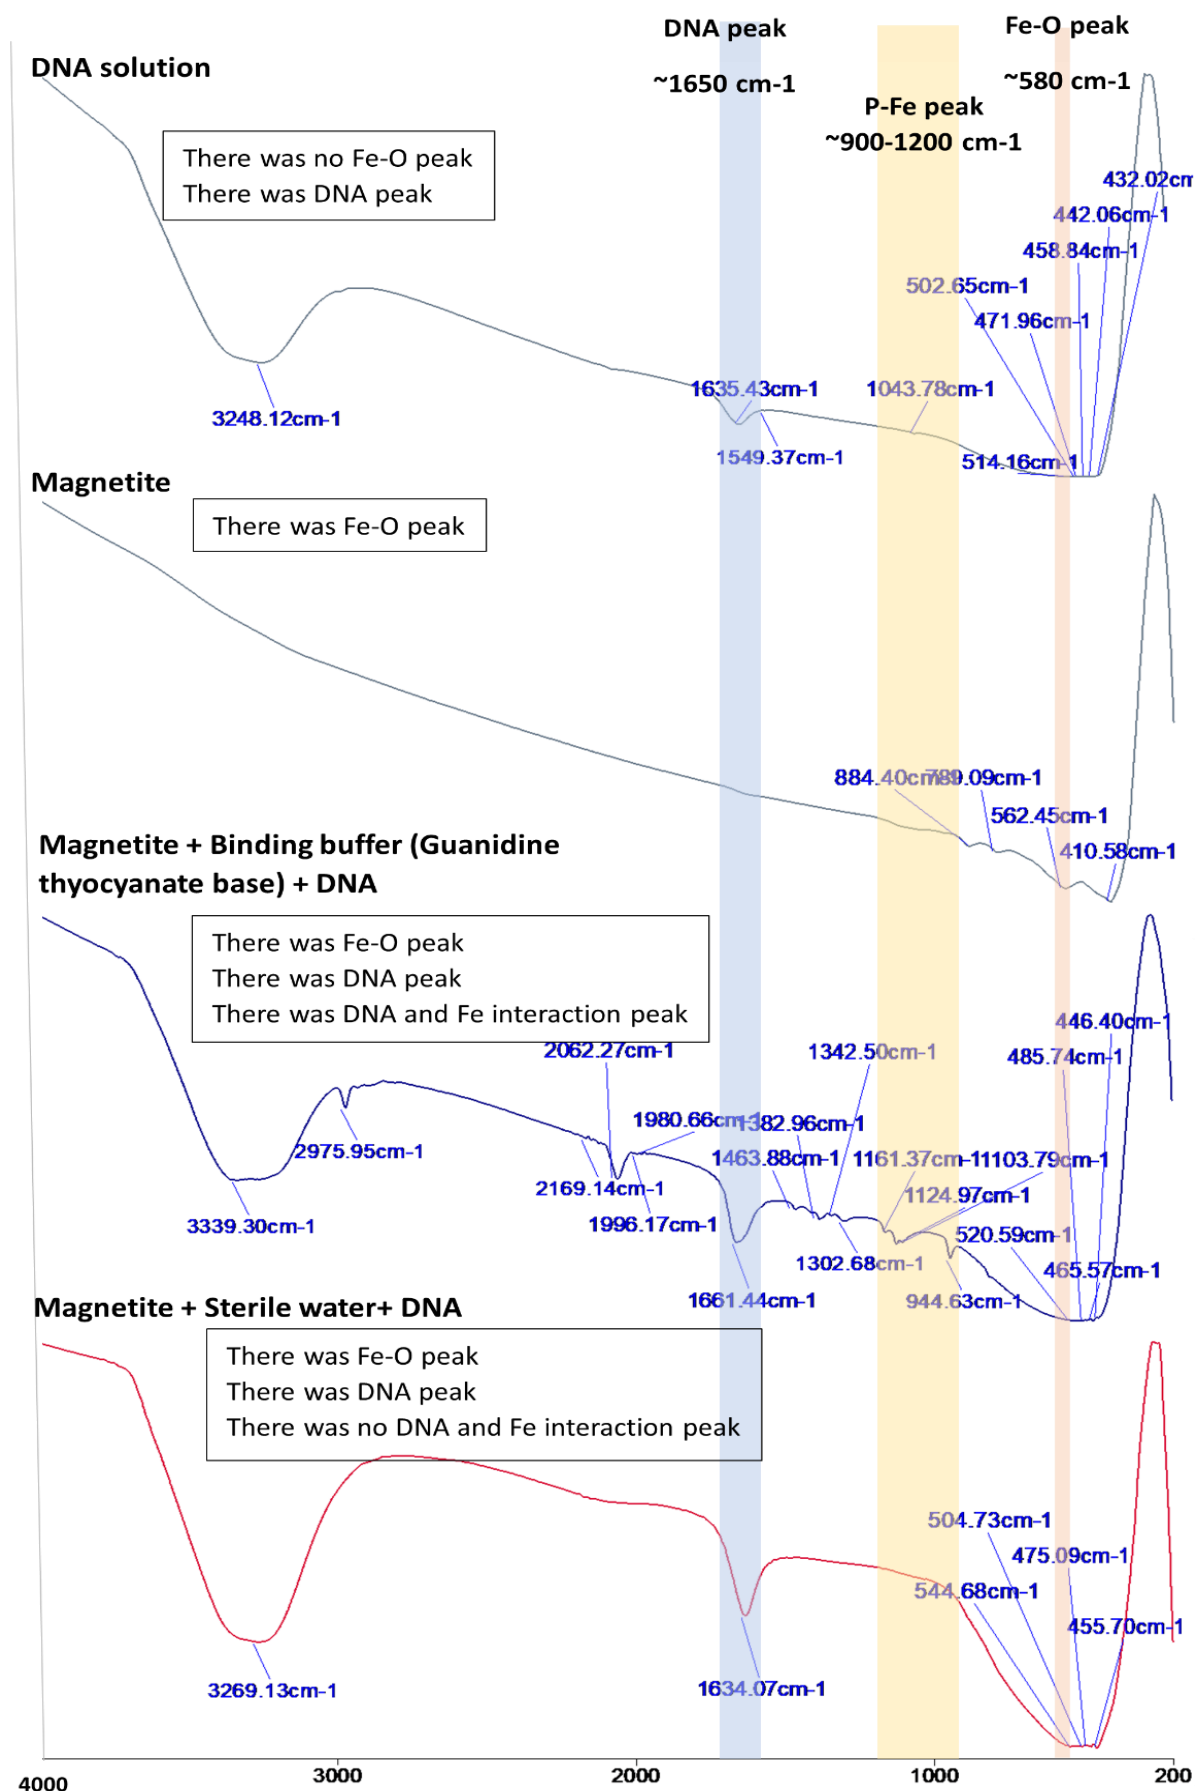 DNA peak
~1650 cm-1
Fe-O peak
~580 cm-1
P-Fe peak
~900-1200 cm-1
DNA solution
There was no Fe-O peak
There was DNA peak
432.02cm
442.06cm-1
458.84cm-1
502.65cm-1
471.96cm-1
1635.43cm-1
1043.78cm-1
3248.12cm-1
1549.37cm-1
514.16cm-1
Magnetite
There was Fe-O peak
884.40cm-1
789.09cm-1
562.45cm-1
410.58cm-1
Magnetite + Binding buffer (Guanidine
thyocyanate base) + DNA
There was Fe-O peak
There was DNA peak
There was DNA and Fe interaction peak
446.40cm-1
2062.27cm-1
1342.50cm-1
485.74cm-1
1980.66cm-1
1382.96cm-1
2975.95cm-1
1463.88cm-1
1161.37cm-1
1103.79cm-1
2169.14cm-1
1124.97cm-1
3339.30cm-1
1996.17cm-1
520.59cm-1
1302.68cm-1
465.57cm-1
1661.44cm-1
944.63cm-1
Magnetite + Sterile water+ DNA
There was Fe-O peak
There was DNA peak
There was no DNA and Fe interaction peak
504.73cm-1
475.09cm-1
544.68cm-1
455.70cm-1
3269.13cm-1
1634.07cm-1
4000
3000
2000
1000
200